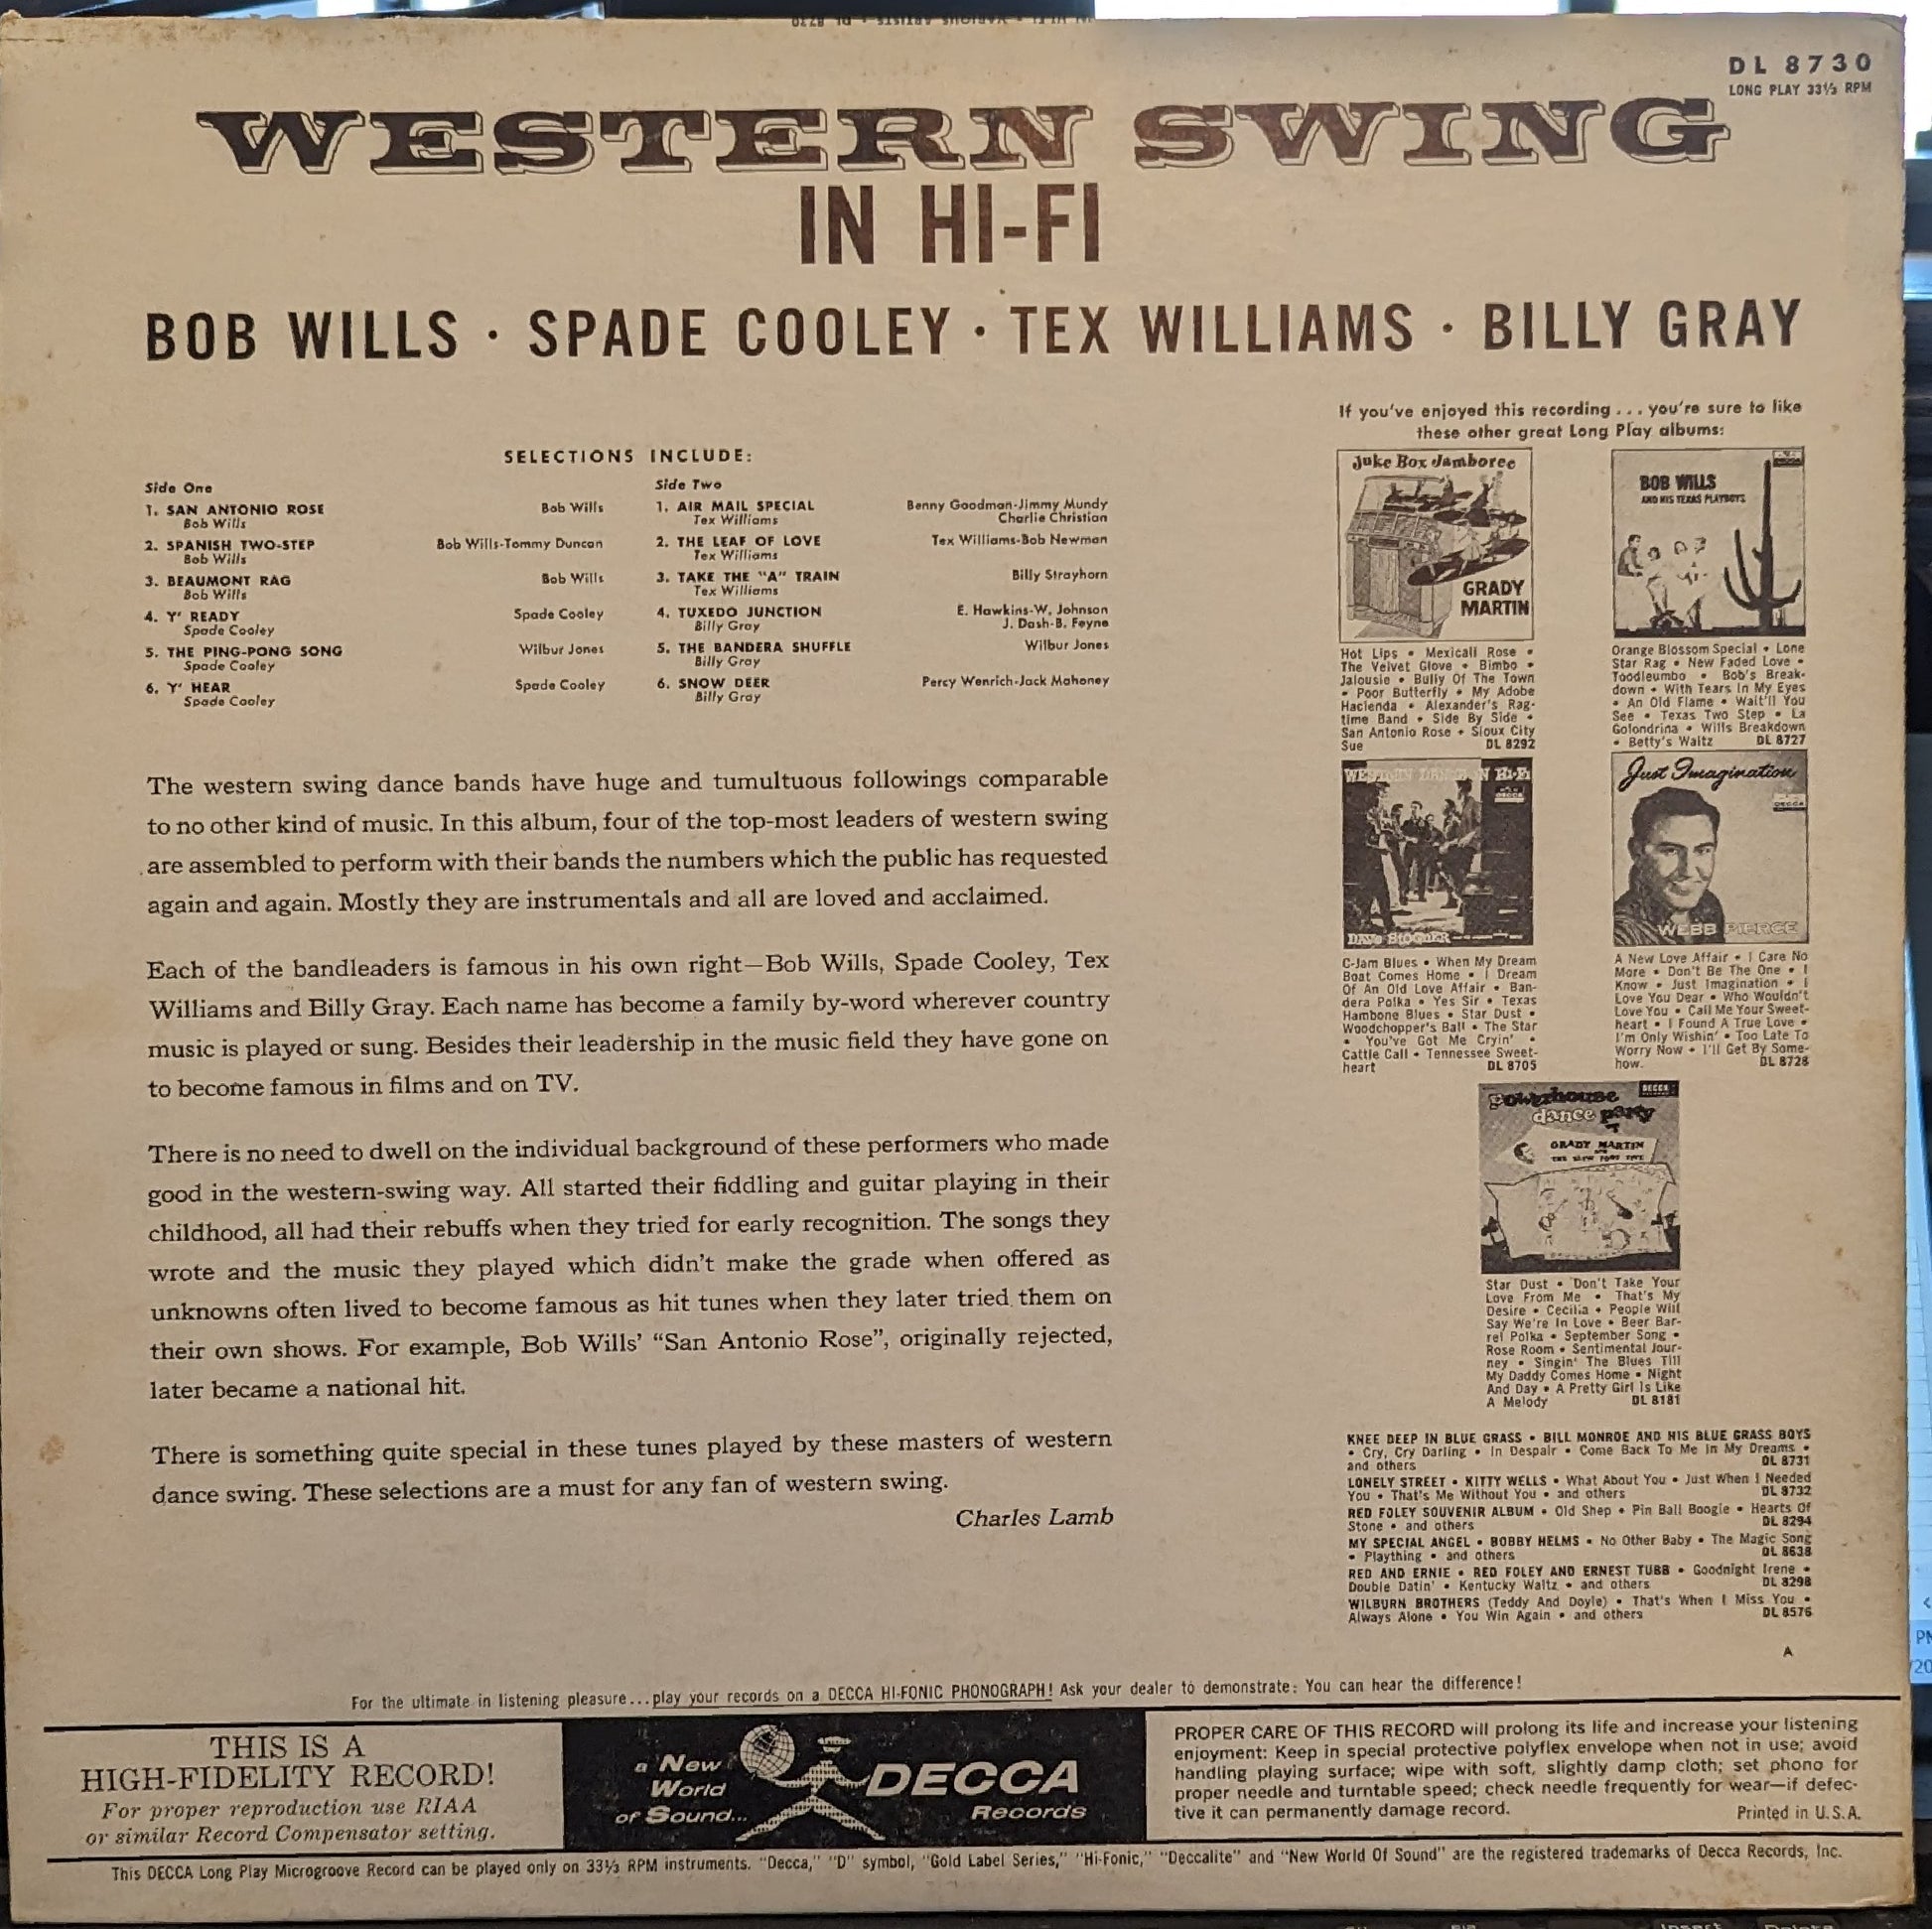 DL 8730
LONG PLAY 33⅓ RPM
WESTERN SWING
IN HI-FI
BOB WILLS · SPADE COOLEY · TEX WILLIAMS · BILLY GRAY
SELECTIONS INCLUDE:
Side One
1. SAN ANTONIO ROSE Bob Wills
Bob Wills
2. SPANISH TWO-STEP Bob Wills-Tommy Duncan
Bob Wills
3. BEAUMONT RAG Bob Wills
Bob Wills
4. Y' READY Spade Cooley
Spade Cooley
5. THE PING-PONG SONG Wilbur Jones
Spade Cooley
6. Y' HEAR Spade Cooley
Spade Cooley
Side Two
1. AIR MAIL SPECIAL Benny Goodman-Jimmy Mundy
Tex Williams Charlie Christian
2. THE LEAF OF LOVE Tex Williams-Bob Newman
Tex Williams
3. TAKE THE "A" TRAIN Billy Strayhorn
Tex Williams
4. TUXEDO JUNCTION E. Hawkins-W. Johnson
Billy Gray J. Dash-B. Feyne
5. THE BANDERA SHUFFLE Wilbur Jones
Billy Gray
6. SNOW DEER Percy Wenrich-Jack Mahoney
Billy Gray
The western swing dance bands have huge and tumultuous followings comparable
to no other kind of music. In this album, four of the top-most leaders of western swing
are assembled to perform with their bands the numbers which the public has requested
again and again. Mostly they are instrumentals and all are loved and acclaimed.
Each of the bandleaders is famous in his own right—Bob Wills, Spade Cooley, Tex
Williams and Billy Gray. Each name has become a family by-word wherever country
music is played or sung. Besides their leadership in the music field they have gone on
to become famous in films and on TV.
There is no need to dwell on the individual background of these performers who made
good in the western-swing way. All started their fiddling and guitar playing in their
childhood, all had their rebuffs when they tried for early recognition. The songs they
wrote and the music they played which didn't make the grade when offered as
unknowns often lived to become famous as hit tunes when they later tried them on
their own shows. For example, Bob Wills' "San Antonio Rose", originally rejected,
later became a national hit.
There is something quite special in these tunes played by these masters of western
dance swing. These selections are a must for any fan of western swing.
Charles Lamb
If you've enjoyed this recording . . . you're sure to like
these other great Long Play albums:
Juke Box Jamboree
GRADY
MARTIN
Hot Lips • Mexicali Rose •
The Velvet Glove • Bimbo •
Jalousie • Bully Of The Town
• Poor Butterfly • My Adobe
Hacienda • Alexander's Rag-
time Band • Side By Side •
San Antonio Rose • Sioux City
Sue DL 8292
BOB WILLS
AND HIS TEXAS PLAYBOYS
Orange Blossom Special • Lone
Star Rag • New Faded Love •
Toodleumbo • Bob's Break-
down • With Tears In My Eyes
• An Old Flame • Wait'll You
See • Texas Two Step • La
Golondrina • Wills Breakdown
• Betty's Waltz DL 8727
WESTERN DANCE IN HI-FI
DECCA
C-Jam Blues • When My Dream
Boat Comes Home • I Dream
Of An Old Love Affair • Ban-
dera Polka • Yes Sir • Texas
Hambone Blues • Star Dust •
Woodchopper's Ball • The Star
• You've Got Me Cryin' •
Cattle Call • Tennessee Sweet-
heart DL 8705
Just Imagination
DECCA
WEBB PIERCE
A New Love Affair • I Care No
More • Don't Be The One • I
Know • Just Imagination • I
Love You Dear • Who Wouldn't
Love You • Call Me Your Sweet-
heart • I Found A True Love •
I'm Only Wishin' • Too Late To
Worry Now • I'll Get By Some-
how. DL 8728
DECCA
Powerhouse
dance party
GRADY MARTIN
AND
THE SLEW FOOT FIVE
Star Dust • Don't Take Your
Love From Me • That's My
Desire • Cecilia • People Will
Say We're In Love • Beer Bar-
rel Polka • September Song •
Rose Room • Sentimental Jour-
ney • Singin' The Blues Till
My Daddy Comes Home • Night
And Day • A Pretty Girl Is Like
A Melody DL 8181
KNEE DEEP IN BLUE GRASS • BILL MONROE AND HIS BLUE GRASS BOYS
• Cry, Cry Darling • In Despair • Come Back To Me In My Dreams •
and others DL 8731
LONELY STREET • KITTY WELLS • What About You • Just When I Needed
You • That's Me Without You • and others DL 8732
RED FOLEY SOUVENIR ALBUM • Old Shep • Pin Ball Boogie • Hearts Of
Stone • and others DL 8294
MY SPECIAL ANGEL • BOBBY HELMS • No Other Baby • The Magic Song
• Plaything • and others DL 8638
RED AND ERNIE • RED FOLEY AND ERNEST TUBB • Goodnight Irene •
Double Datin' • Kentucky Waltz • and others DL 8298
WILBURN BROTHERS (Teddy And Doyle) • That's When I Miss You •
Always Alone • You Win Again • and others DL 8576
A
For the ultimate in listening pleasure...play your records on a DECCA HI-FONIC PHONOGRAPH! Ask your dealer to demonstrate: You can hear the difference!
THIS IS A
HIGH-FIDELITY RECORD!
For proper reproduction use RIAA
or similar Record Compensator setting.
a New
World
of Sound...
DECCA
Records
PROPER CARE OF THIS RECORD will prolong its life and increase your listening
enjoyment: Keep in special protective polyflex envelope when not in use; avoid
handling playing surface; wipe with soft, slightly damp cloth; set phono for
proper needle and turntable speed; check needle frequently for wear—if defec-
tive it can permanently damage record. Printed in U.S.A.
This DECCA Long Play Microgroove Record can be played only on 33⅓ RPM instruments. "Decca," "D" symbol, "Gold Label Series," "Hi-Fonic," "Deccalite" and "New World Of Sound" are the registered trademarks of Decca Records, Inc.